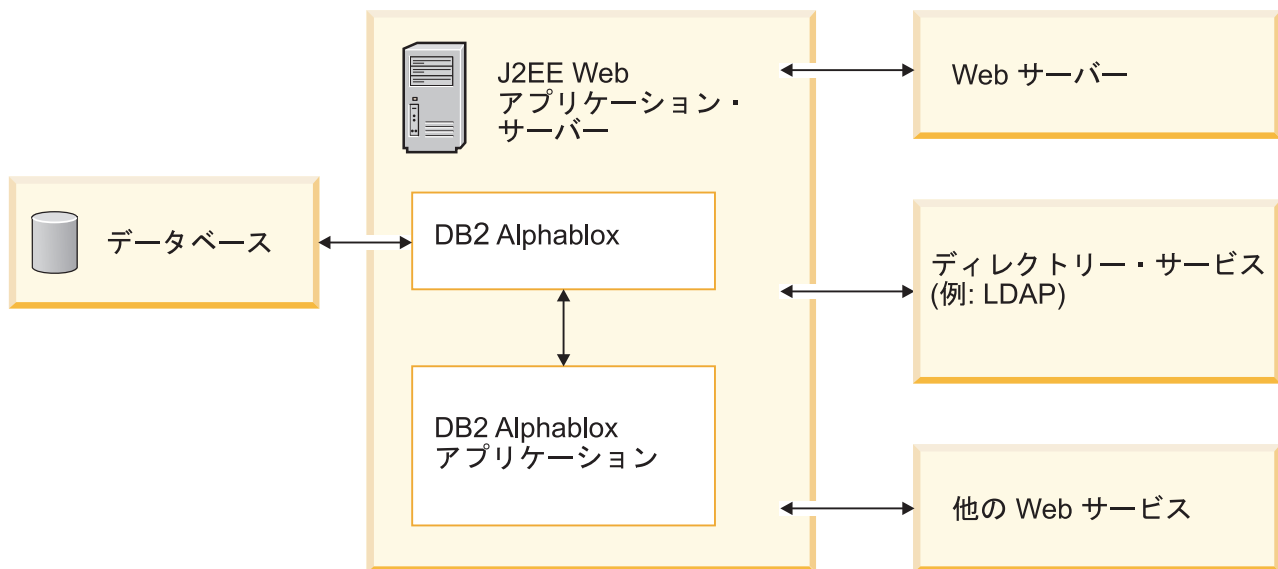 J2EE Web
アプリケーション・
サーバー
Web サーバー
データベース
DB2 Alphablox
ディレクトリー・サービス
(例: LDAP)
DB2 Alphablox
アプリケーション
他の Web サービス